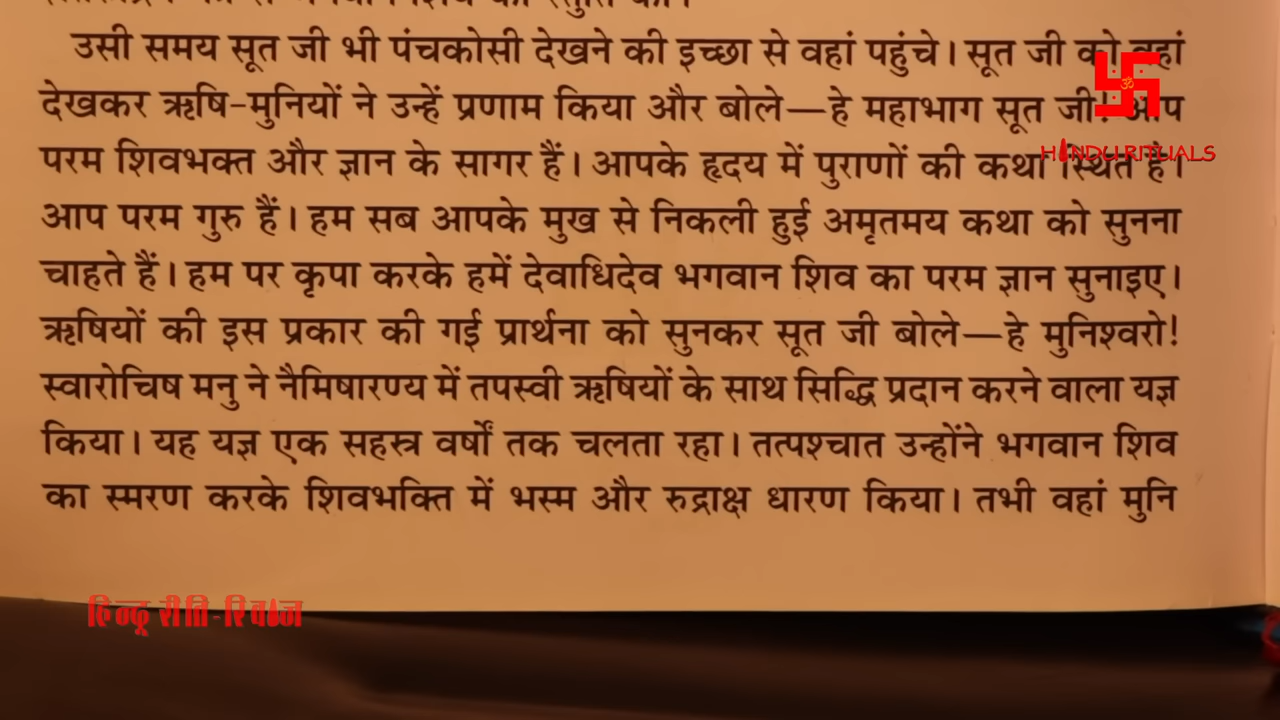 उसी समय सूत जी भी पंचकोसी देखने की इच्छा से वहां पहुंचे। सूत जी को वहां
देखकर ऋषि-मुनियों ने उन्हें प्रणाम किया और बोले—हे महाभाग सूत जी! आप
परम शिवभक्त और ज्ञान के सागर हैं। आपके हृदय में पुराणों की कथा स्थित है।
आप परम गुरु हैं। हम सब आपके मुख से निकली हुई अमृतमय कथा को सुनना
चाहते हैं। हम पर कृपा करके हमें देवाधिदेव भगवान शिव का परम ज्ञान सुनाइए।
ऋषियों की इस प्रकार की गई प्रार्थना को सुनकर सूत जी बोले—हे मुनिश्वरो!
स्वारोचिष मनु ने नैमिषारण्य में तपस्वी ऋषियों के साथ सिद्धि प्रदान करने वाला यज्ञ
किया। यह यज्ञ एक सहस्त्र वर्षों तक चलता रहा। तत्पश्चात उन्होंने भगवान शिव
का स्मरण करके शिवभक्ति में भस्म और रुद्राक्ष धारण किया। तभी वहां मुनि
ॐ
HINDU RITUALS
हिन्दू रीति-रिवाज